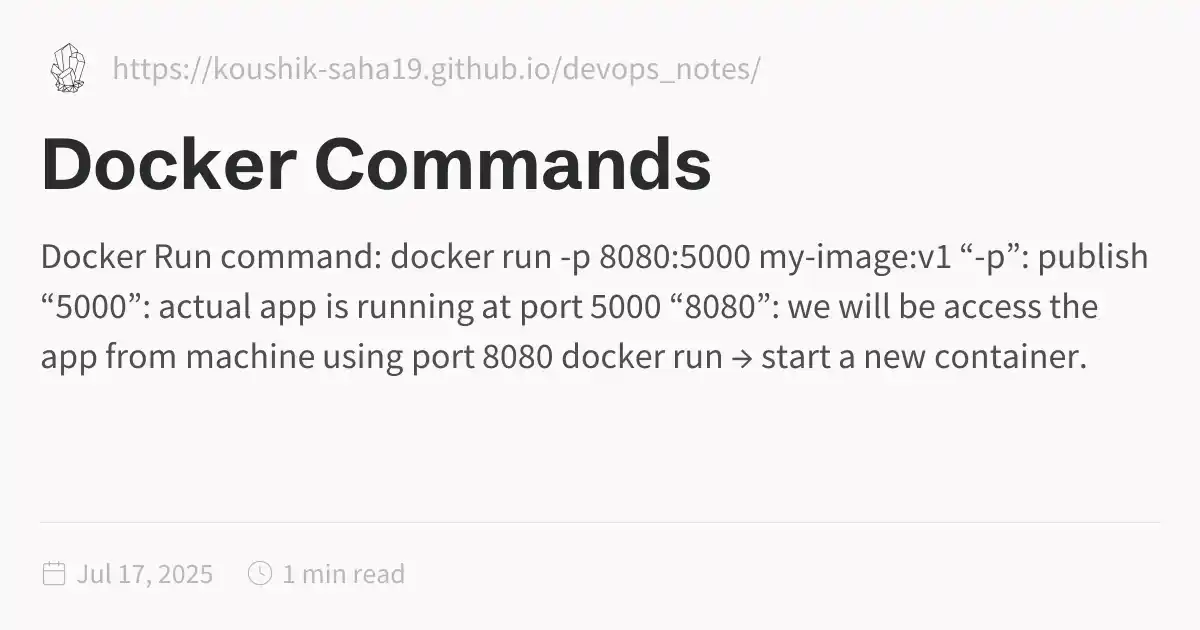 https://koushik-saha19.github.io/devops_notes/
Docker Commands
Docker Run command: docker run -p 8080:5000 my-image:v1 “-p”: publish
“5000”: actual app is running at port 5000 “8080”: we will be access the
app from machine using port 8080 docker run → start a new container.
Jul 17, 2025 1 min read